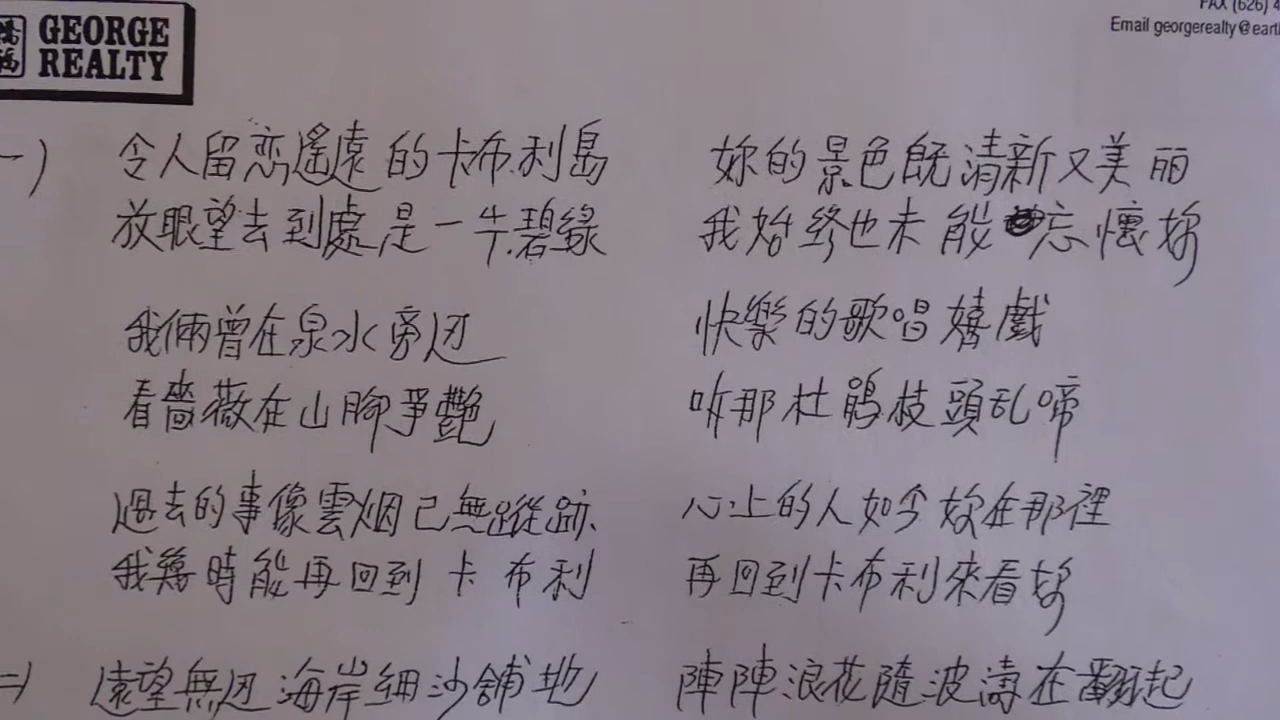 GEORGE
REALTY
FAX (626) 4
Email georgerealty@eart
一) 令人留恋遙遠的卡布利島 妳的景色既清新又美丽
放眼望去到處是一片碧綠 我始終也未能忘懷妳
我倆曾在泉水旁边 快樂的歌唱嬉戲
看薔薇在山腳爭艷 听那杜鵑枝頭乱啼
過去的事像雲烟已無蹤跡 心上的人如今妳在那裡
我幾時能再回到卡布利 再回到卡布利來看妳
二) 遠望無边海岸細沙舖地 陣陣浪花隨波濤在翻起